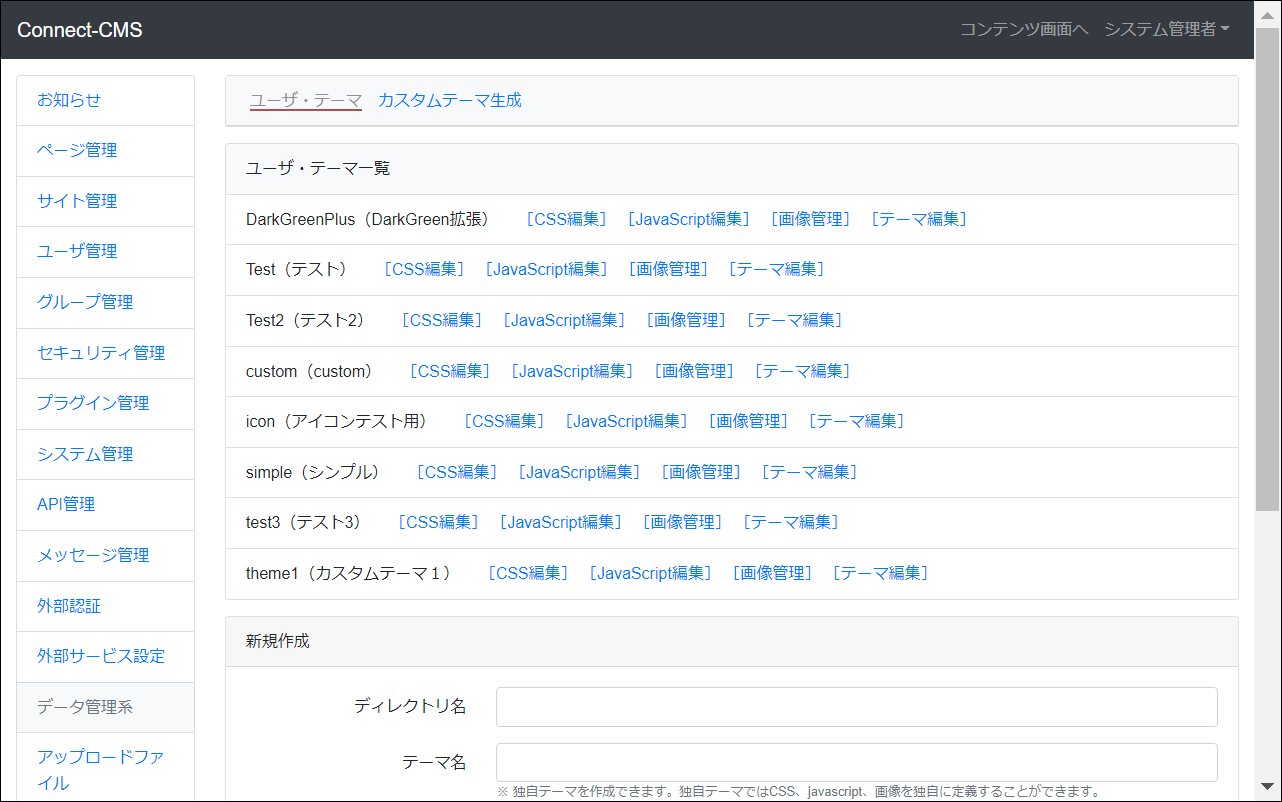 Connect-CMS
コンテンツ画面へ システム管理者
お知らせ
ページ管理
サイト管理
ユーザ管理
グループ管理
セキュリティ管理
プラグイン管理
システム管理
API管理
メッセージ管理
外部認証
外部サービス設定
データ管理系
アップロードファ
イル
ユーザ・テーマ カスタムテーマ生成
ユーザ・テーマ一覧
DarkGreenPlus（DarkGreen拡張） ［CSS編集］ ［JavaScript編集］ ［画像管理］ ［テーマ編集］
Test（テスト） ［CSS編集］ ［JavaScript編集］ ［画像管理］ ［テーマ編集］
Test2（テスト2） ［CSS編集］ ［JavaScript編集］ ［画像管理］ ［テーマ編集］
custom（custom） ［CSS編集］ ［JavaScript編集］ ［画像管理］ ［テーマ編集］
icon（アイコンテスト用） ［CSS編集］ ［JavaScript編集］ ［画像管理］ ［テーマ編集］
simple（シンプル） ［CSS編集］ ［JavaScript編集］ ［画像管理］ ［テーマ編集］
test3（テスト3） ［CSS編集］ ［JavaScript編集］ ［画像管理］ ［テーマ編集］
theme1（カスタムテーマ１） ［CSS編集］ ［JavaScript編集］ ［画像管理］ ［テーマ編集］
新規作成
ディレクトリ名
テーマ名
※ 独自テーマを作成できます。独自テーマではCSS、javascript、画像を独自に定義することができます。